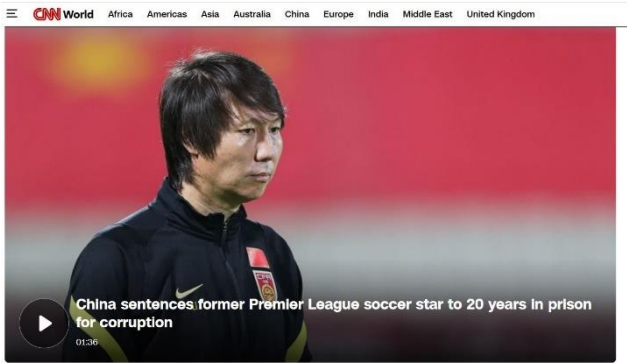 CNN World Africa Americas Asia Australia China Europe India Middle East United Kingdom
China sentences former Premier League soccer star to 20 years in prison
for corruption
01:36